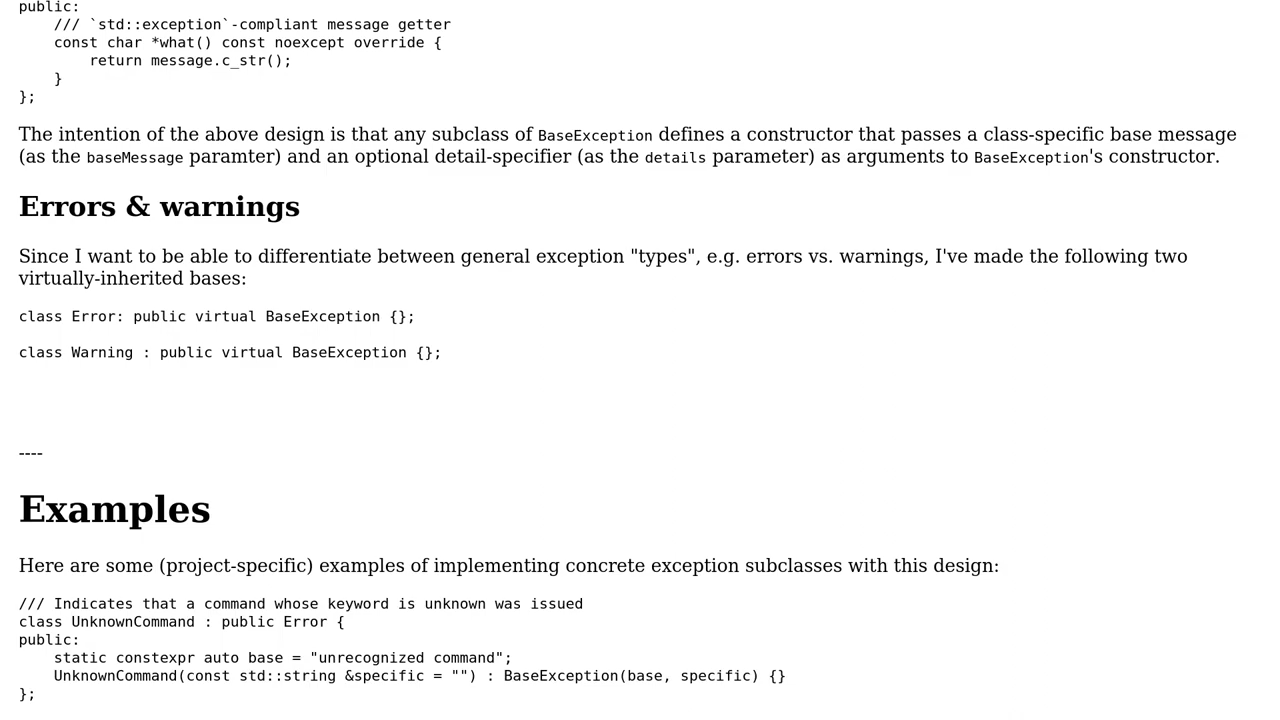 public:
    /// `std::exception`-compliant message getter
    const char *what() const noexcept override {
        return message.c_str();
    }
};
The intention of the above design is that any subclass of BaseException defines a constructor that passes a class-specific base message
(as the baseMessage paramter) and an optional detail-specifier (as the details parameter) as arguments to BaseException's constructor.
Errors & warnings
Since I want to be able to differentiate between general exception "types", e.g. errors vs. warnings, I've made the following two
virtually-inherited bases:
class Error: public virtual BaseException {};
class Warning : public virtual BaseException {};
----
Examples
Here are some (project-specific) examples of implementing concrete exception subclasses with this design:
/// Indicates that a command whose keyword is unknown was issued
class UnknownCommand : public Error {
public:
    static constexpr auto base = "unrecognized command";
    UnknownCommand(const std::string &specific = "") : BaseException(base, specific) {}
};